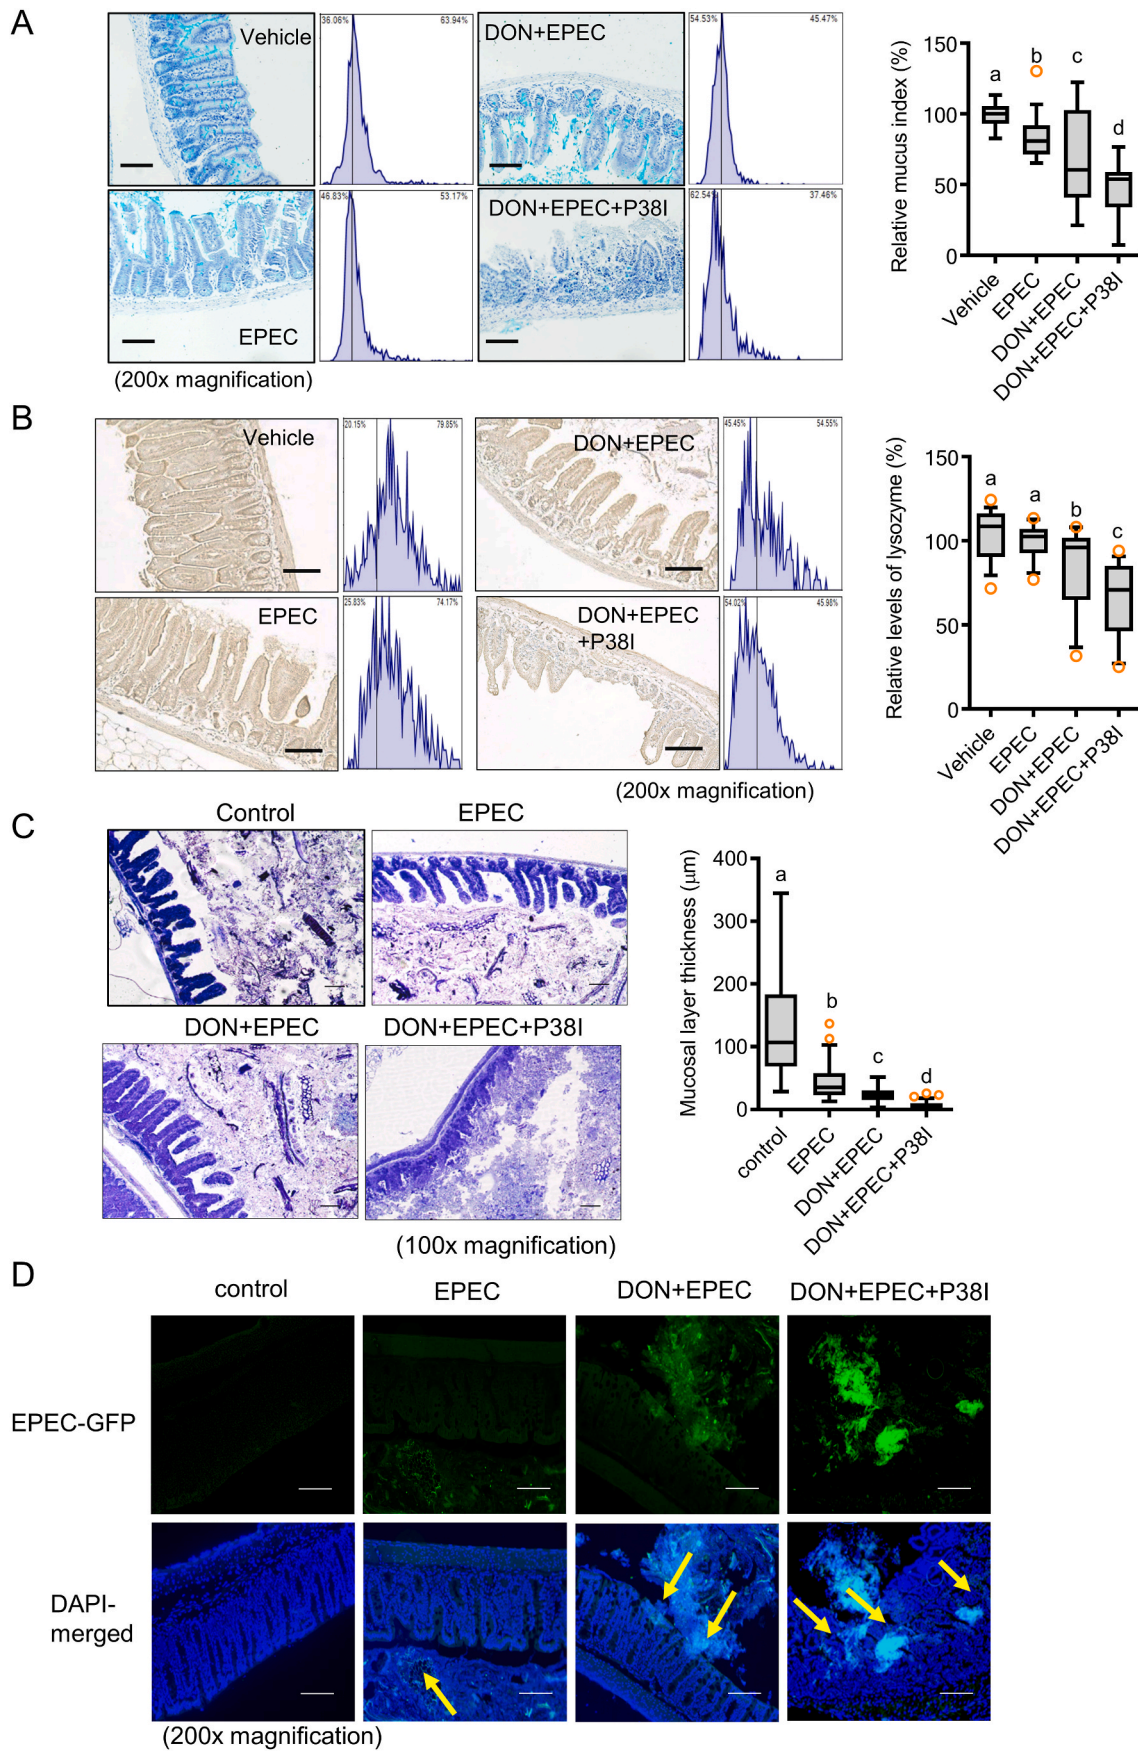 A
Vehicle
36.06%
63.94%
DON+EPEC
54.53%
45.47%
EPEC
46.83%
53.17%
DON+EPEC+P38I
62.54%
37.46%
(200x magnification)
Relative mucus index (%)
150
100
50
0
a
b
c
d
Vehicle
EPEC
DON+EPEC
DON+EPEC+P38I
B
Vehicle
20.15%
79.85%
DON+EPEC
45.45%
54.55%
EPEC
25.83%
74.17%
DON+EPEC
+P38I
54.02%
45.98%
(200x magnification)
Relative levels of lysozyme (%)
150
100
50
0
a
a
b
c
Vehicle
EPEC
DON+EPEC
DON+EPEC+P38I
C
Control
EPEC
DON+EPEC
DON+EPEC+P38I
(100x magnification)
Mucosal layer thickness (μm)
400
300
200
100
0
a
b
c
d
control
EPEC
DON+EPEC
DON+EPEC+P38I
D
control
EPEC
DON+EPEC
DON+EPEC+P38I
EPEC-GFP
DAPI-
merged
(200x magnification)